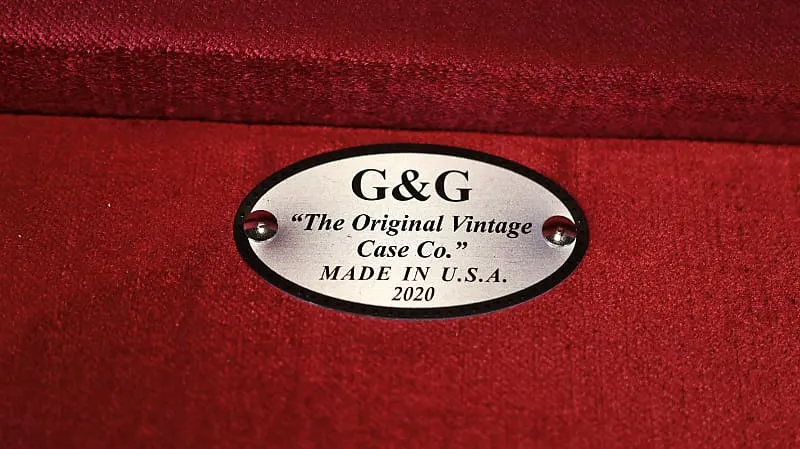 G&G
“The Original Vintage
Case Co.”
MADE IN U.S.A.
2020